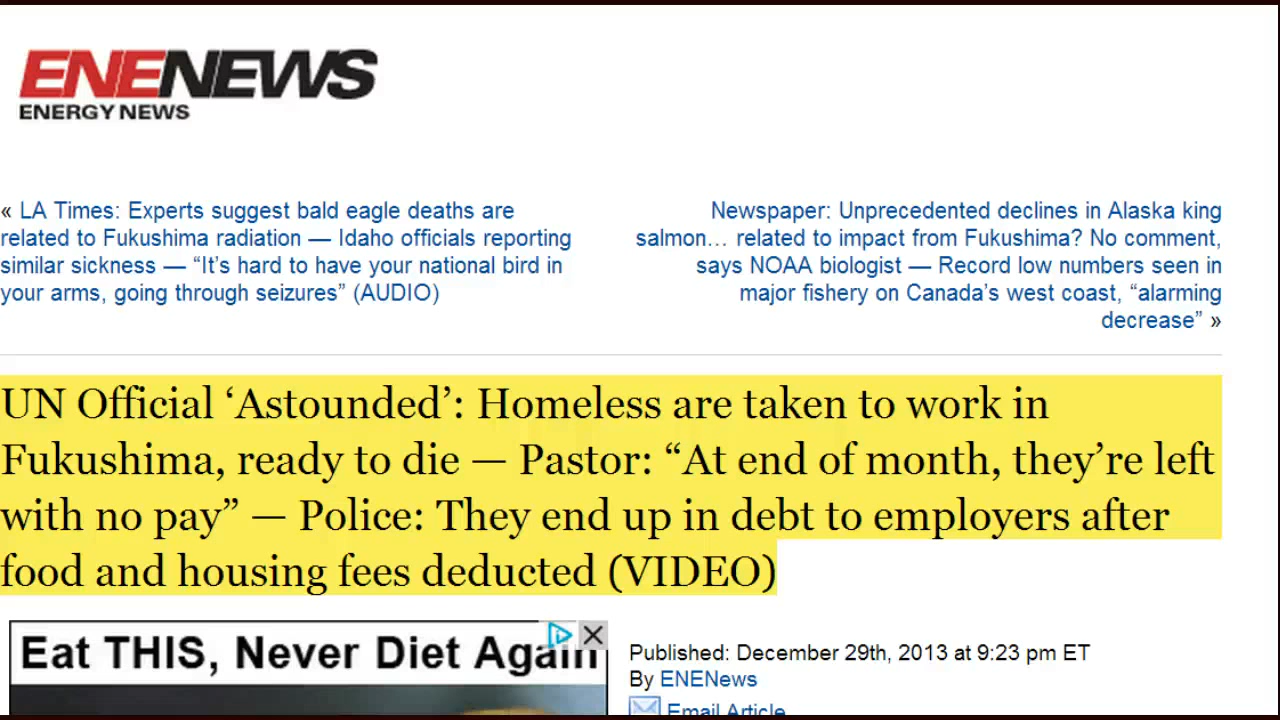 ENENEWS
ENERGY NEWS
« LA Times: Experts suggest bald eagle deaths are
related to Fukushima radiation — Idaho officials reporting
similar sickness — “It’s hard to have your national bird in
your arms, going through seizures” (AUDIO)
Newspaper: Unprecedented declines in Alaska king
salmon… related to impact from Fukushima? No comment,
says NOAA biologist — Record low numbers seen in
major fishery on Canada’s west coast, “alarming
decrease” »
UN Official ‘Astounded’: Homeless are taken to work in
Fukushima, ready to die — Pastor: “At end of month, they’re left
with no pay” — Police: They end up in debt to employers after
food and housing fees deducted (VIDEO)
Eat THIS, Never Diet Again
Published: December 29th, 2013 at 9:23 pm ET
By ENENews
Email Article